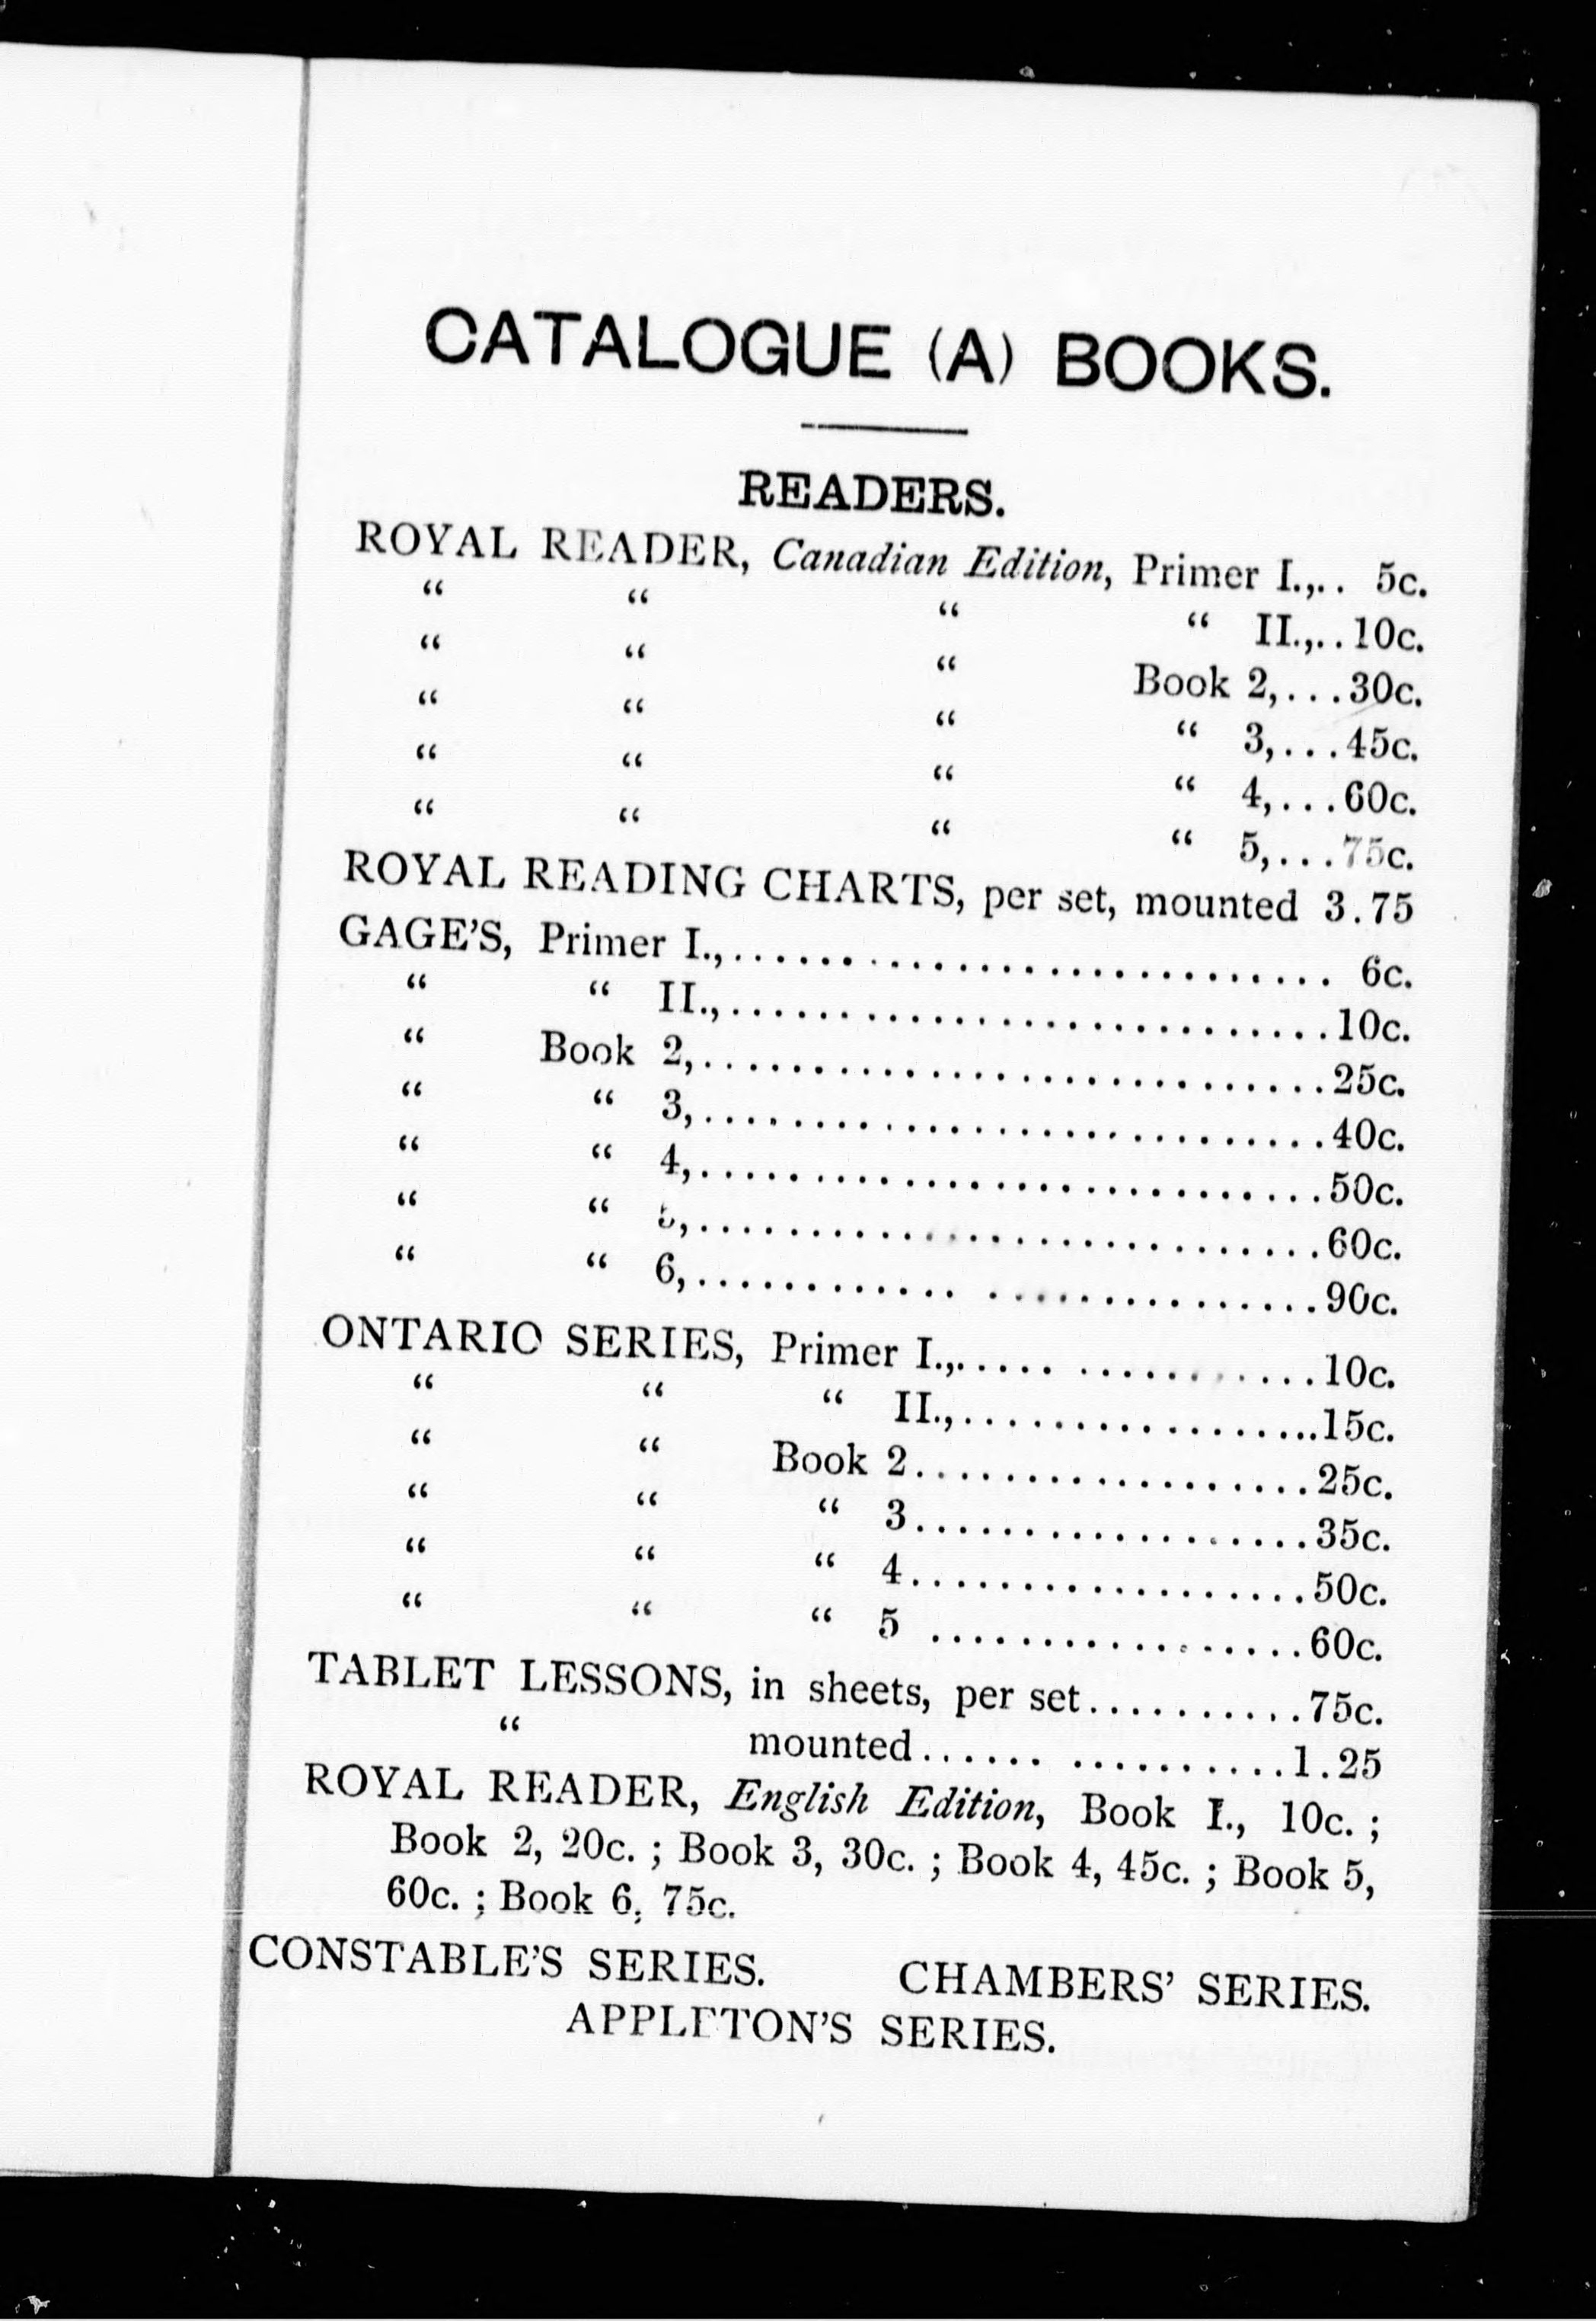 CATALOGUE (A) BOOKS.
READERS.
ROYAL READER, Canadian Edition, Primer I.,.. 5c.
“ “ “ “ II.,..10c.
“ “ “ Book 2,...30c.
“ “ “ “ 3,...45c.
“ “ “ “ 4,...60c.
“ “ “ “ 5,...75c.
ROYAL READING CHARTS, per set, mounted 3.75
GAGE'S, Primer I.,.............................. 6c.
“ “ II.,..............................10c.
“ Book 2,..............................25c.
“ “ 3,..............................40c.
“ “ 4,..............................50c.
“ “ 5,..............................60c.
“ “ 6,............ ...............90c.
ONTARIO SERIES, Primer I.,..... ...........10c.
“ “ “ II.,..................15c.
“ “ Book 2..................25c.
“ “ “ 3..................35c.
“ “ “ 4..................50c.
“ “ “ 5 .................60c.
TABLET LESSONS, in sheets, per set..........75c.
“ mounted...... ..........1.25
ROYAL READER, English Edition, Book I., 10c. ;
Book 2, 20c. ; Book 3, 30c. ; Book 4, 45c. ; Book 5,
60c. ; Book 6, 75c.
CONSTABLE'S SERIES. CHAMBERS' SERIES.
APPLETON'S SERIES.